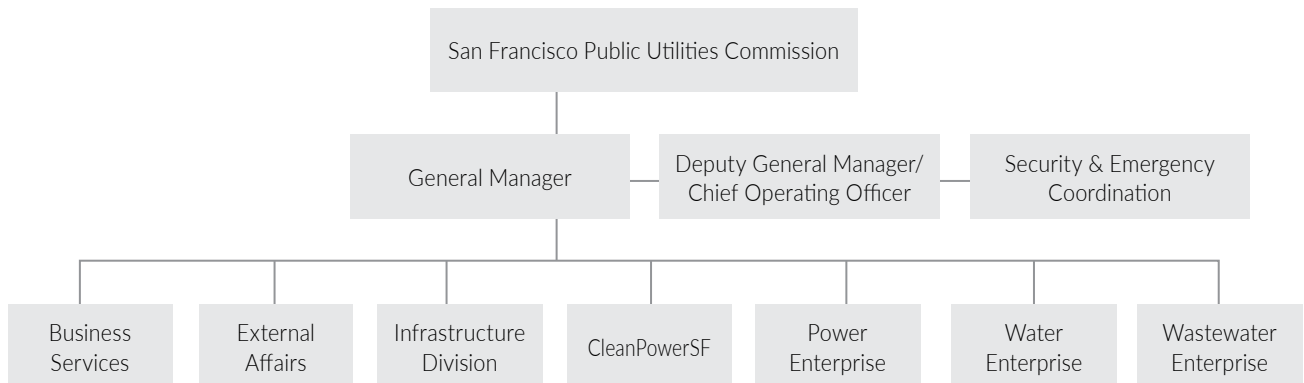 San Francisco Public Utilities Commission
General Manager
Deputy General Manager/
Chief Operating Officer
Security & Emergency
Coordination
Business
Services
External
Affairs
Infrastructure
Division
CleanPowerSF
Power
Enterprise
Water
Enterprise
Wastewater
Enterprise